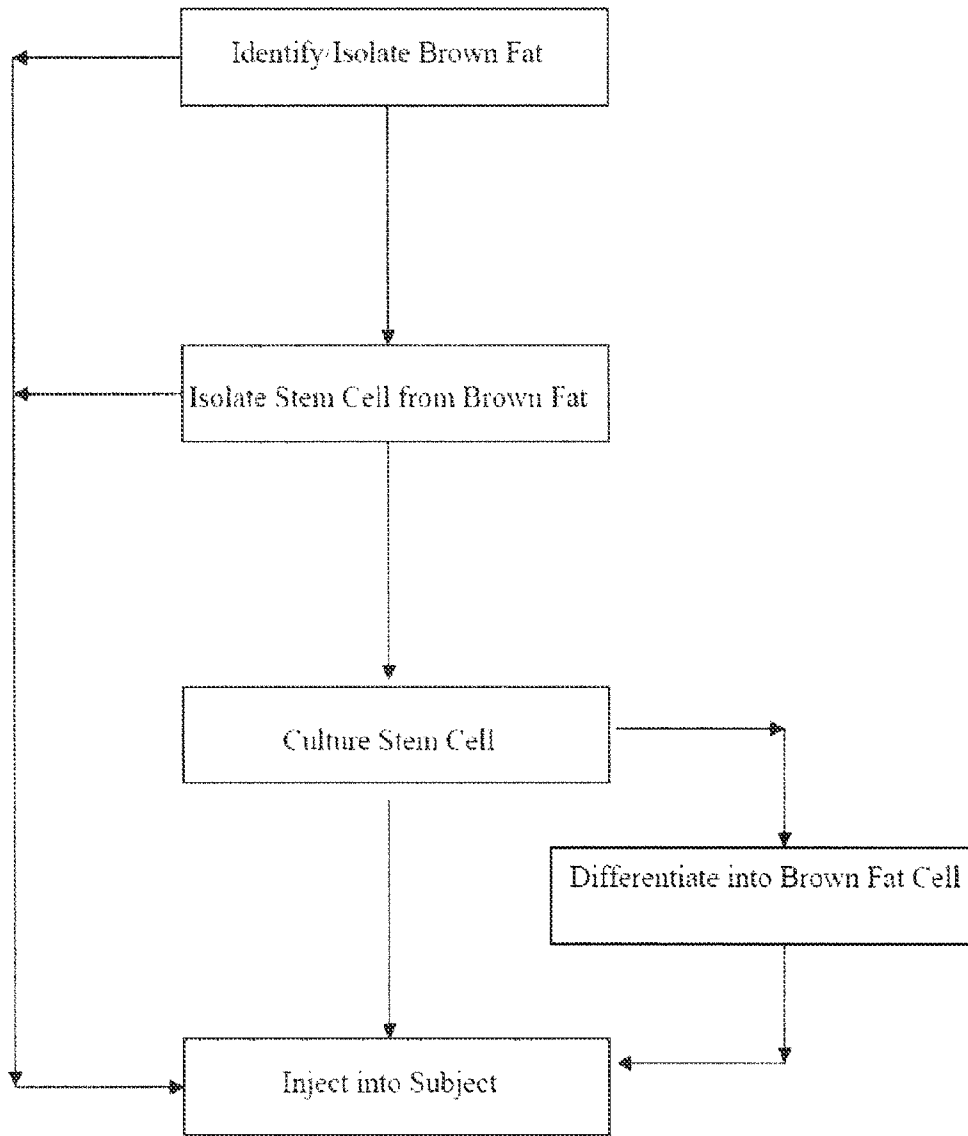 Identify/Isolate Brown Fat
Isolate Stem Cell from Brown Fat
Culture Stem Cell
Differentiate into Brown Fat Cell
Inject into Subject